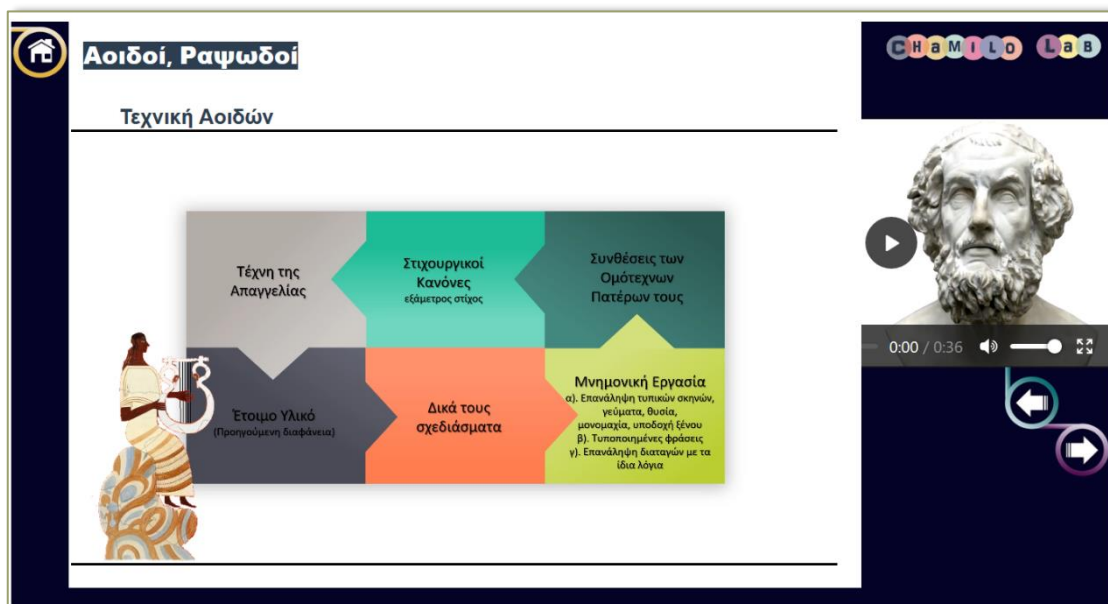 Αοιδοί, Ραψωδοί
CHaMILO LaB
Τεχνική Αοιδών
Τέχνη της
Απαγγελίας
Στιχουργικοί
Κανόνες
εξάμετρος στίχος
Συνθέσεις των
Ομότεχνων
Πατέρων τους
Έτοιμο Υλικό
(Προηγούμενη διαφάνεια)
Δικά τους
σχεδιάσματα
Μνημονική Εργασία
α). Επανάληψη τυπικών σκηνών,
γεύματα, θυσία,
μονομαχία, υποδοχή ξένου
β). Τυποποιημένες φράσεις
γ). Επανάληψη διαταγών με τα
ίδια λόγια
0:00 / 0:36